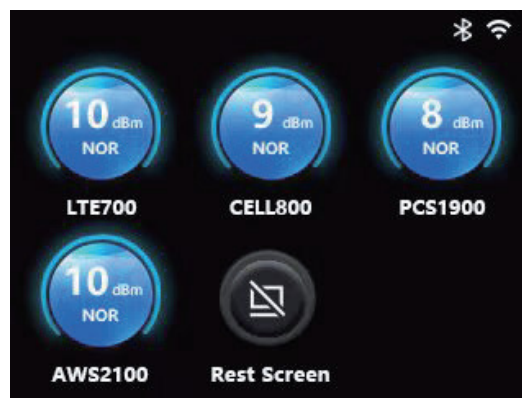 10 dBm
NOR
LTE700
9 dBm
NOR
CELL800
8 dBm
NOR
PCS1900
10 dBm
NOR
AWS2100
Rest Screen